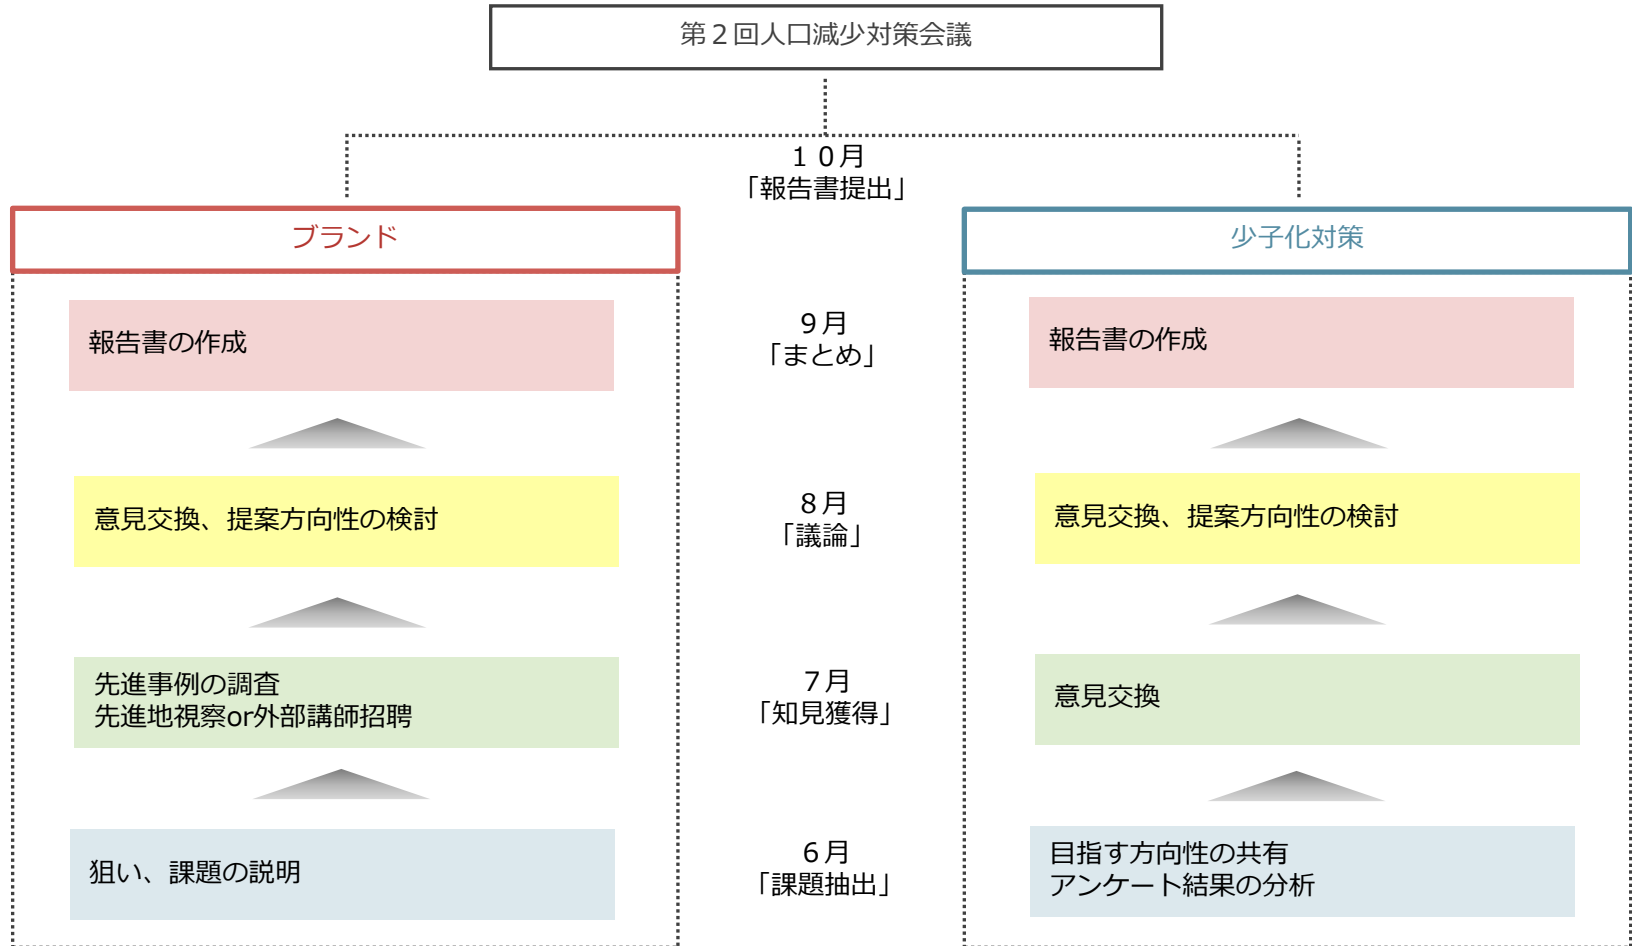 第２回人口減少対策会議
１０月
「報告書提出」
ブランド
少子化対策
報告書の作成
９月
「まとめ」
報告書の作成
意見交換、提案方向性の検討
８月
「議論」
意見交換、提案方向性の検討
先進事例の調査
先進地視察or外部講師招聘
７月
「知見獲得」
意見交換
狙い、課題の説明
６月
「課題抽出」
目指す方向性の共有
アンケート結果の分析